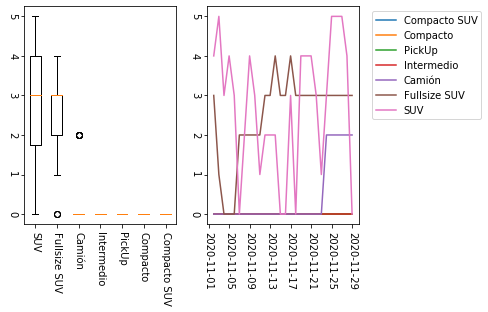 5
4
3
2
1
0
SUV
Fullsize SUV
Camión
Intermedio
PickUp
Compacto
Compacto SUV
5
4
3
2
1
0
2020-11-01
2020-11-05
2020-11-09
2020-11-13
2020-11-17
2020-11-21
2020-11-25
2020-11-29
Compacto SUV
Compacto
PickUp
Intermedio
Camión
Fullsize SUV
SUV